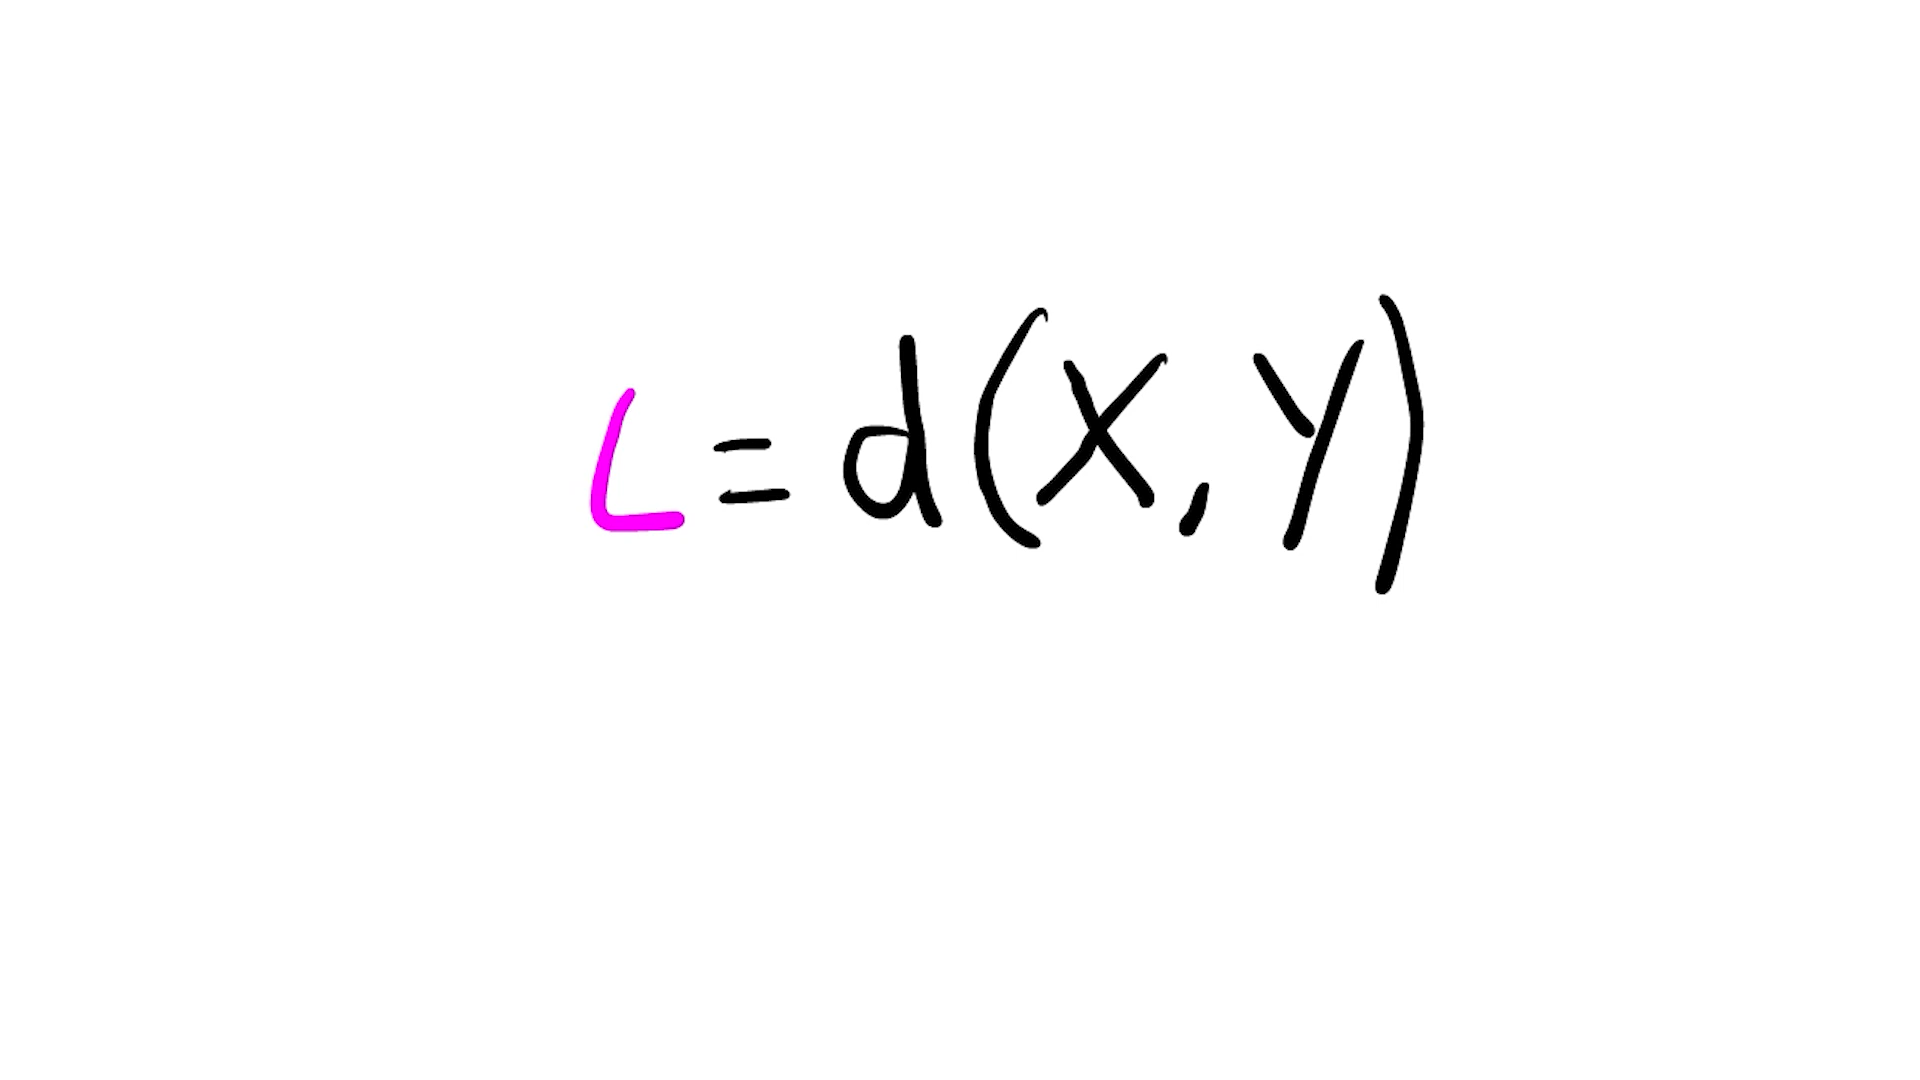 L = d(X, Y)